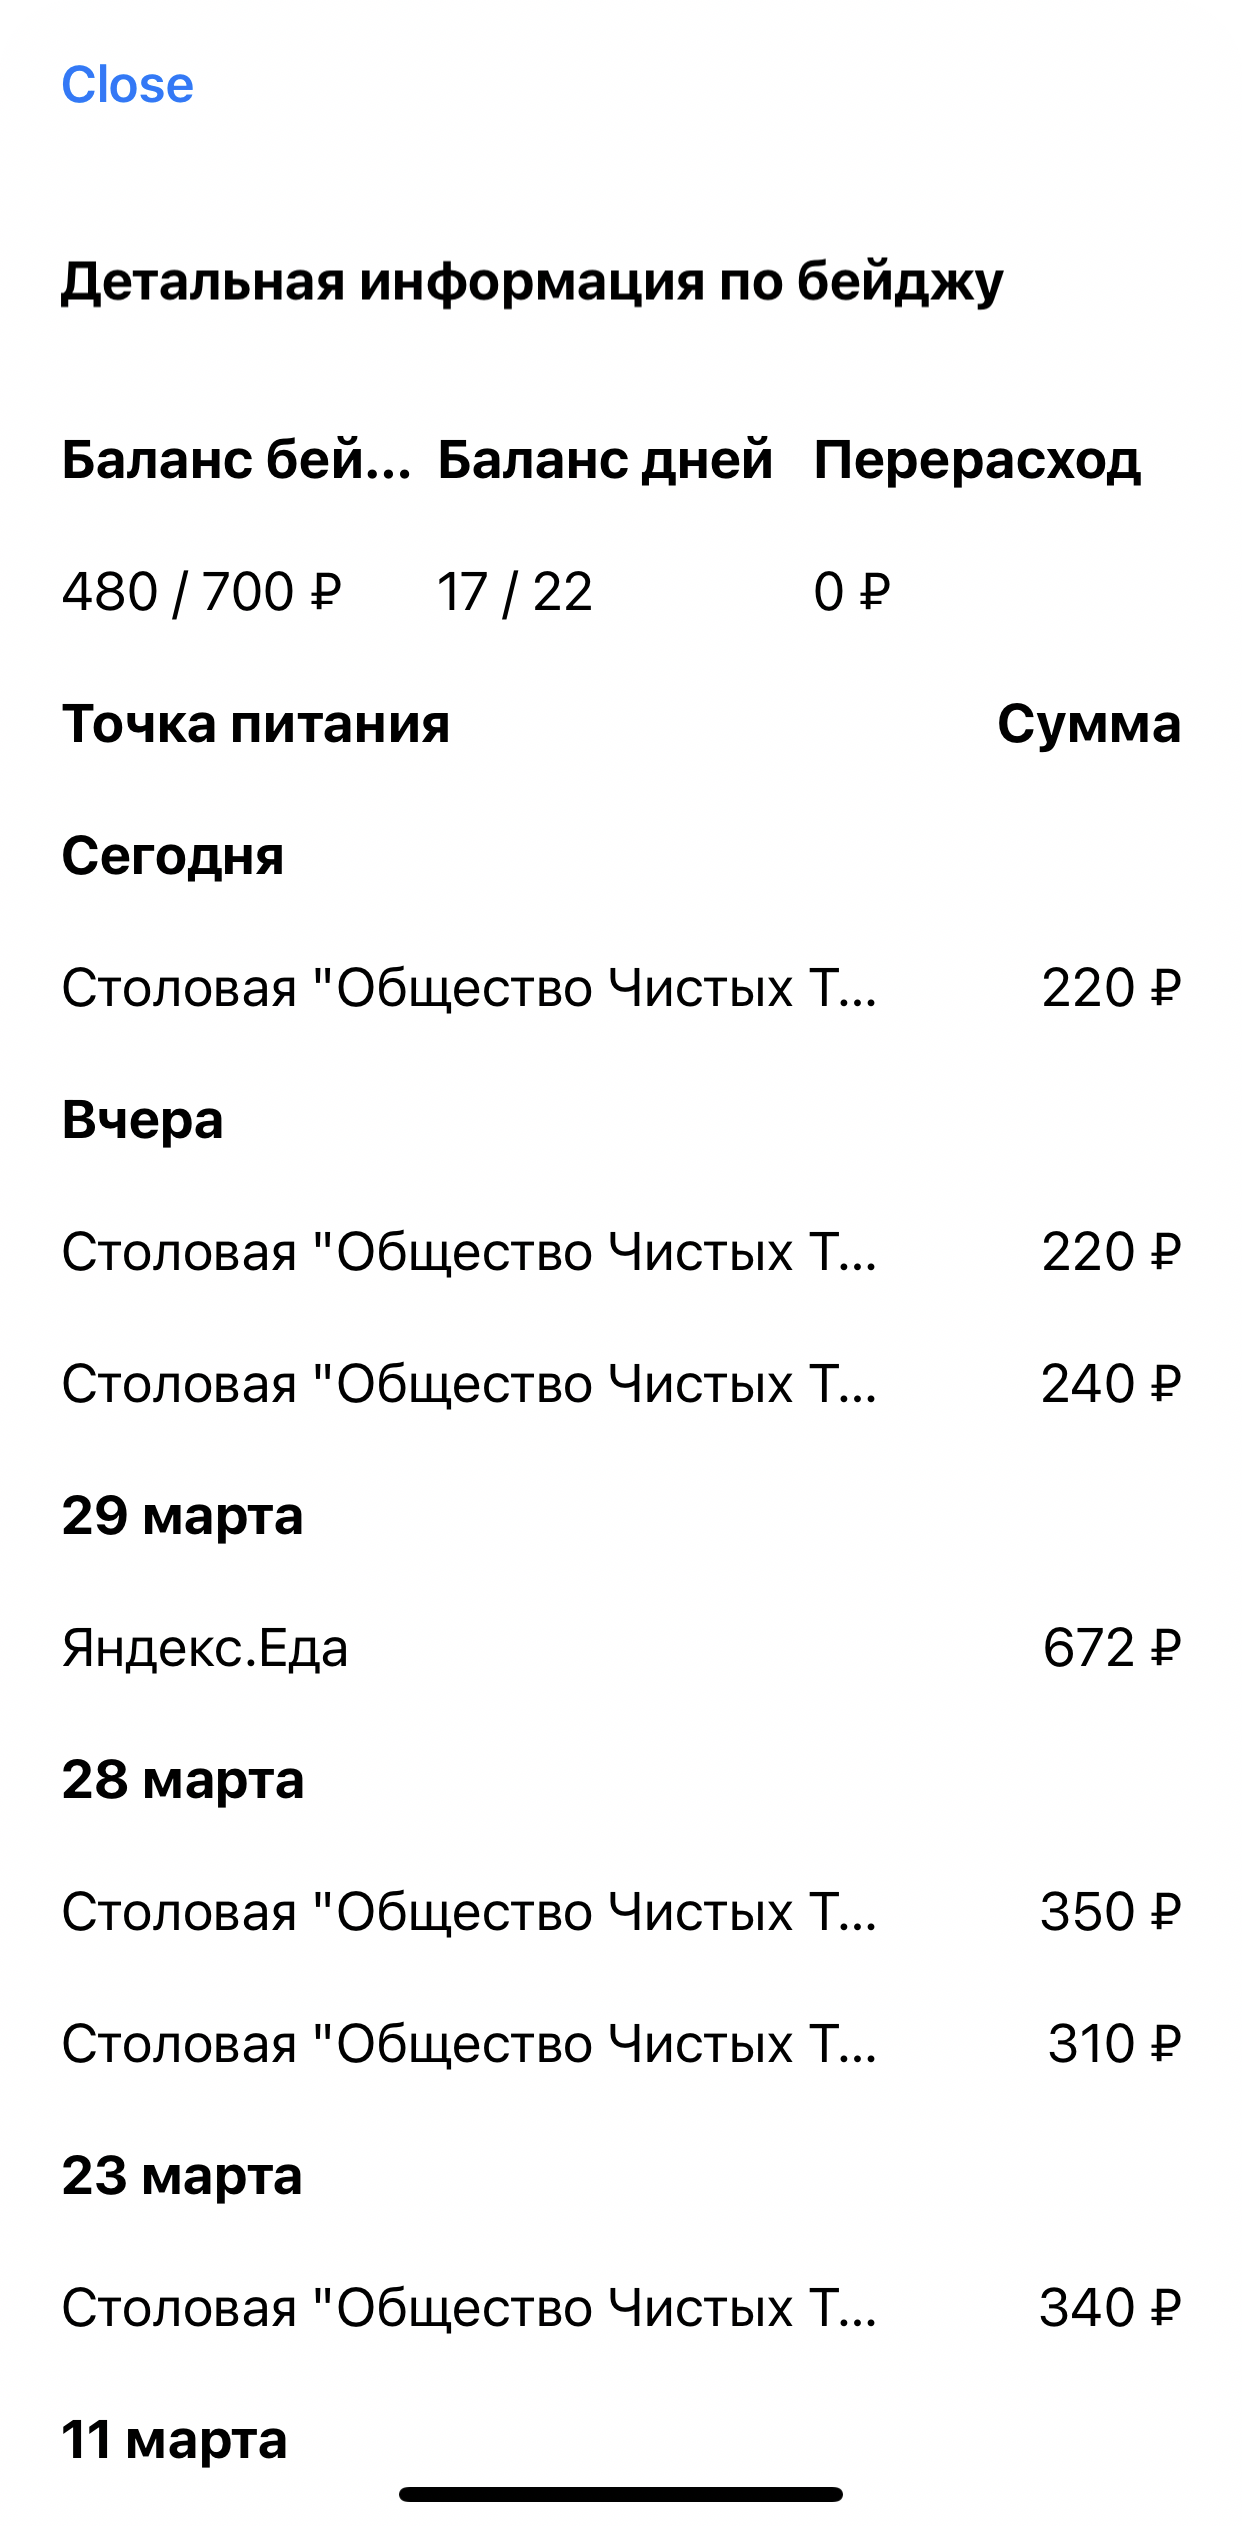 Close
Детальная информация по бейджу
Баланс бей... Баланс дней Перерасход
480 / 700 ₽ 17 / 22 0 ₽
Точка питания Сумма
Сегодня
Столовая "Общество Чистых Т... 220 ₽
Вчера
Столовая "Общество Чистых Т... 220 ₽
Столовая "Общество Чистых Т... 240 ₽
29 марта
Яндекс.Еда 672 ₽
28 марта
Столовая "Общество Чистых Т... 350 ₽
Столовая "Общество Чистых Т... 310 ₽
23 марта
Столовая "Общество Чистых Т... 340 ₽
11 марта